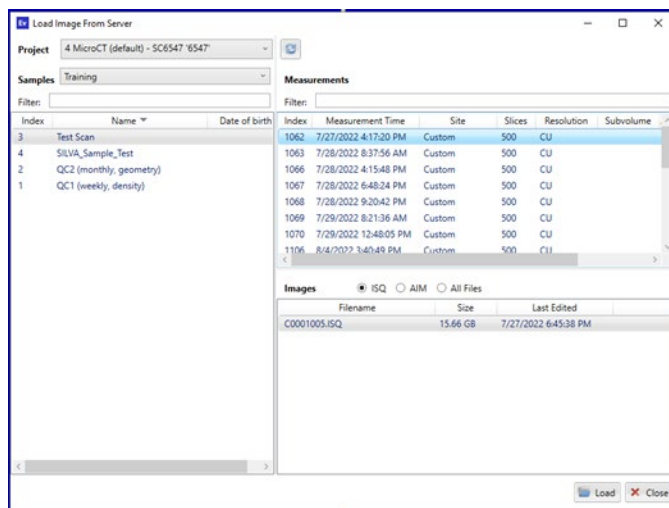 Ev Load Image From Server
Project 4 MicroCT (default) - SC6547 '6547'
Samples Training
Measurements
Filter:
Filter:
Index Name Date of birth
3 Test Scan
4 SILVA_Sample_Test
2 QC2 (monthly, geometry)
1 QC1 (weekly, density)
Index Measurement Time Site Slices Resolution Subvolume
1062 7/27/2022 4:17:20 PM Custom 500 CU
1063 7/28/2022 8:37:56 AM Custom 500 CU
1066 7/28/2022 4:15:48 PM Custom 500 CU
1067 7/28/2022 6:48:24 PM Custom 500 CU
1068 7/28/2022 9:20:42 PM Custom 500 CU
1069 7/29/2022 8:21:36 AM Custom 500 CU
1070 7/29/2022 12:48:05 PM Custom 500 CU
1106 8/4/2022 3:40:49 PM Custom 500 CU
Images ISQ AIM All Files
Filename Size Last Edited
C0001005.ISQ 15.66 GB 7/27/2022 6:45:38 PM
Load Close